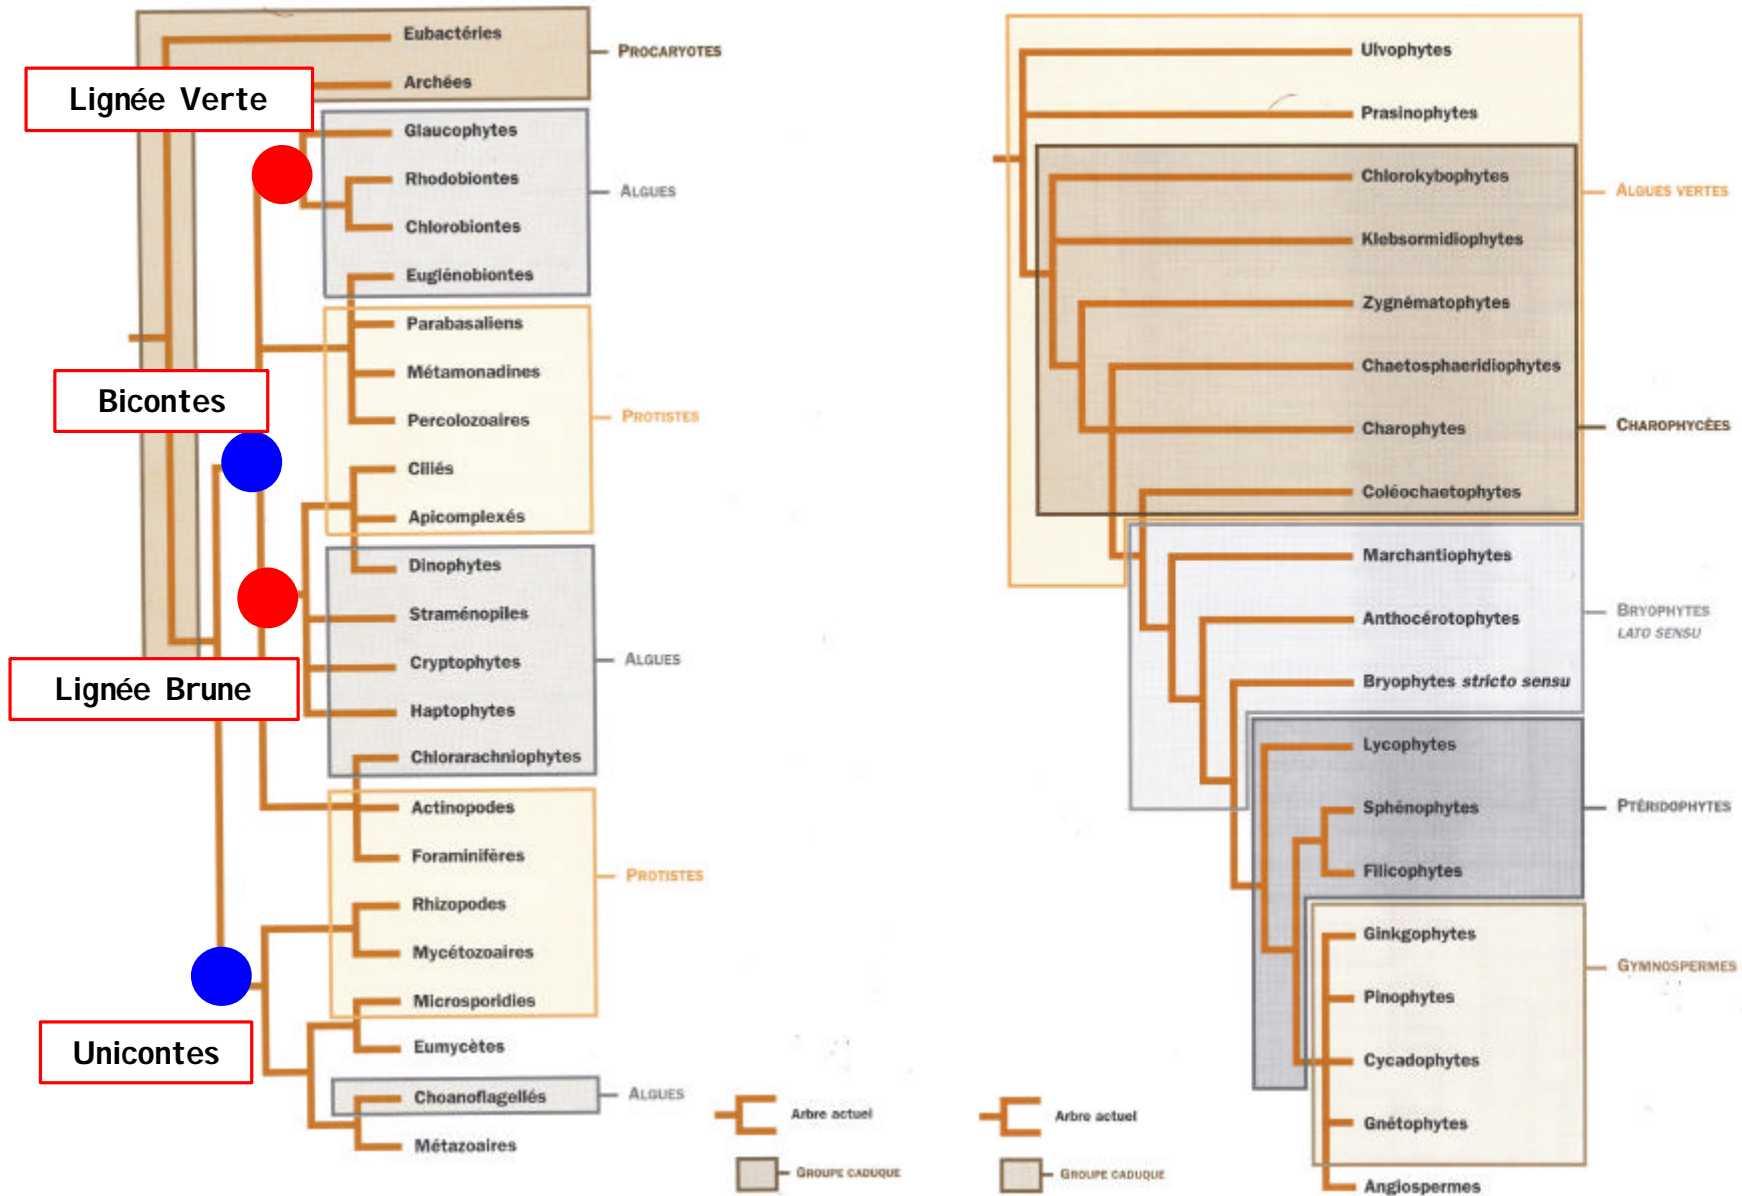 Eubactéries
PROCARYOTES
Archées
Lignée Verte
Glaucophytes
Rhodobiontes
ALGUES
Chlorobiontes
Euglénobiontes
Parabasaliens
Métamonadines
Bicontes
PROTISTES
Percolozoaires
Ciliés
Apicomplexés
Dinophytes
Straménopiles
Cryptophytes
ALGUES
Lignée Brune
Haptophytes
Chlorarachniophytes
Actinopodes
Foraminifères
PROTISTES
Rhizopodes
Mycétozoaires
Microsporidies
Unicontes
Eumycètes
Choanoflagellés
ALGUES
Métazoaires
Arbre actuel
GROUPE CADUQUE
Ulvophytes
Prasinophytes
Chlorokybophytes
ALGUES VERTES
Klebsormidiophytes
Zygnématophytes
Chaetosphaeridiophytes
Charophytes
CHAROPHYCÉES
Coléochaetophytes
Marchantiophytes
Anthocérotophytes
BRYOPHYTES
LATO SENSU
Bryophytes stricto sensu
Lycophytes
Sphénophytes
PTÉRIDOPHYTES
Filicophytes
Ginkgophytes
GYMNOSPERMES
Pinophytes
Cycadophytes
Gnétophytes
Angiospermes
Arbre actuel
GROUPE CADUQUE